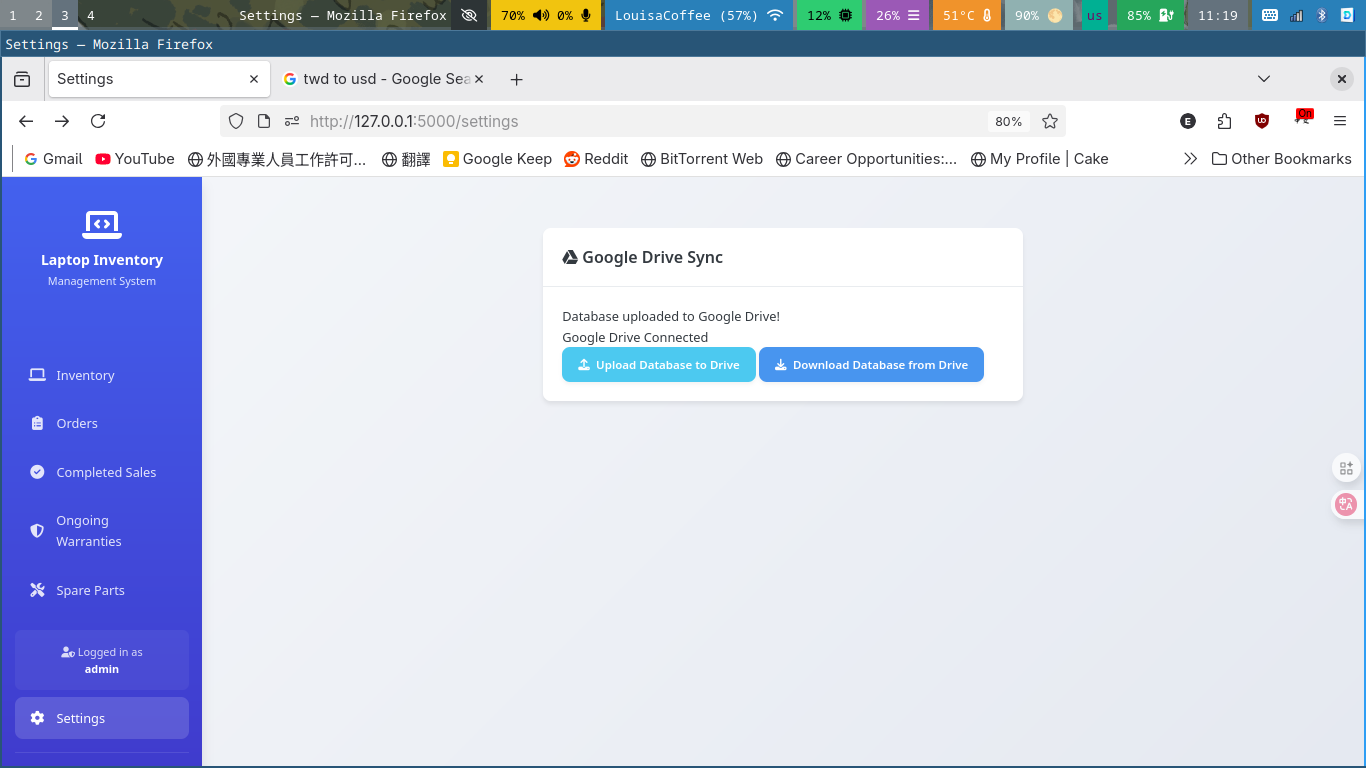 1 2 3 4 Settings — Mozilla Firefox 70% 0% LouisaCoffee (57%) 12% 26% 51°C 90% us 85% 11:19
Settings — Mozilla Firefox
Settings twd to usd - Google Sea
http://127.0.0.1:5000/settings 80% E On
Gmail YouTube 外國專業人員工作許可... 翻譯 Google Keep Reddit BitTorrent Web Career Opportunities:... My Profile | Cake Other Bookmarks
Laptop Inventory
Management System
Inventory
Orders
Completed Sales
Ongoing
Warranties
Spare Parts
Logged in as
admin
Settings
Google Drive Sync
Database uploaded to Google Drive!
Google Drive Connected
Upload Database to Drive Download Database from Drive